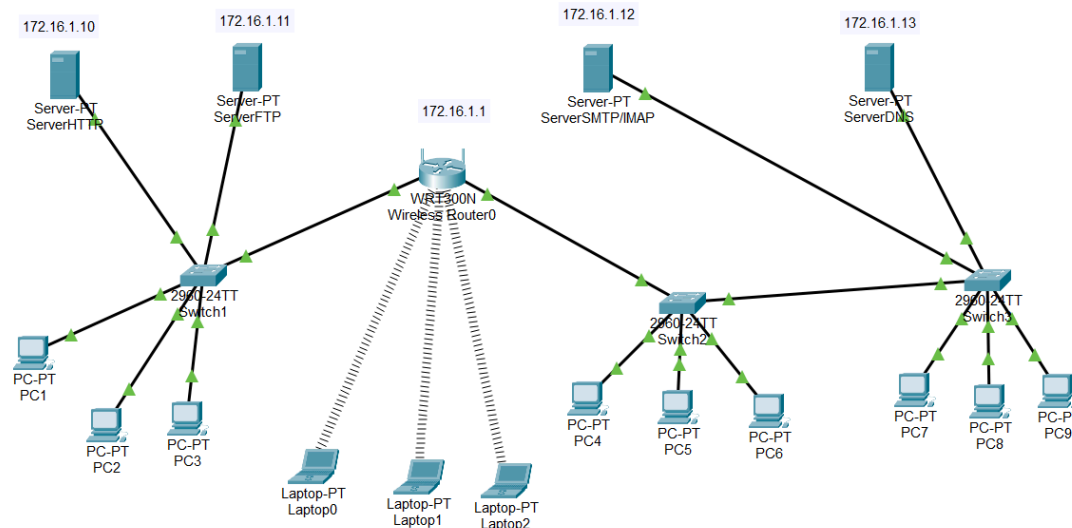 172.16.1.10
172.16.1.11
172.16.1.12
172.16.1.13
Server-PT
ServerHTTP
Server-PT
ServerFTP
Server-PT
ServerSMTP/IMAP
Server-PT
ServerDNS
172.16.1.1
WRT300N
Wireless Router0
2960-24TT
Switch1
2960-24TT
Switch2
2960-24TT
Switch3
PC-PT
PC1
PC-PT
PC2
PC-PT
PC3
PC-PT
PC4
PC-PT
PC5
PC-PT
PC6
PC-PT
PC7
PC-PT
PC8
PC-PT
PC9
Laptop-PT
Laptop0
Laptop-PT
Laptop1
Laptop-PT
Laptop2